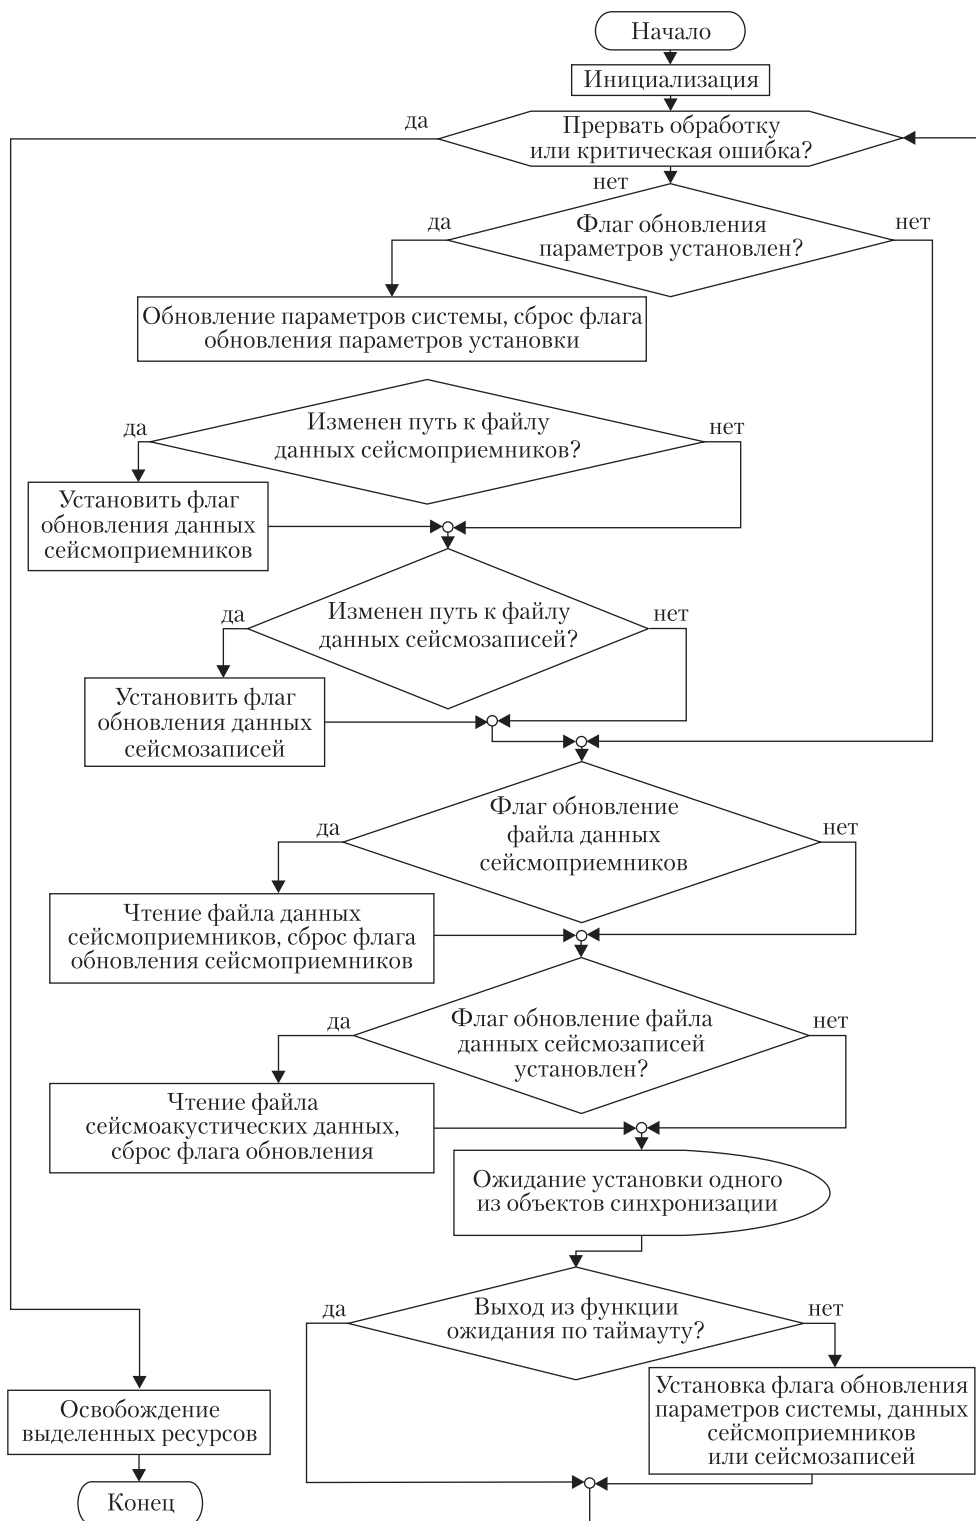 Начало
Инициализация
да
Прервать обработку
или критическая ошибка?
нет
да
Флаг обновления
параметров установлен?
нет
Обновление параметров системы, сброс флага
обновления параметров установки
да
Изменен путь к файлу
данных сейсмоприемников?
нет
Установить флаг
обновления данных
сейсмоприемников
да
Изменен путь к файлу
данных сейсмозаписей?
нет
Установить флаг
обновления данных
сейсмозаписей
да
Флаг обновление
файла данных
сейсмоприемников
нет
Чтение файла данных
сейсмоприемников, сброс флага
обновления сейсмоприемников
да
Флаг обновление файла
данных сейсмозаписей
установлен?
нет
Чтение файла
сейсмоакустических данных,
сброс флага обновления
Ожидание установки одного
из объектов синхронизации
да
Выход из функции
ожидания по таймауту?
нет
Установка флага обновления
параметров системы, данных
сейсмоприемников
или сейсмозаписей
Освобождение
выделенных ресурсов
Конец